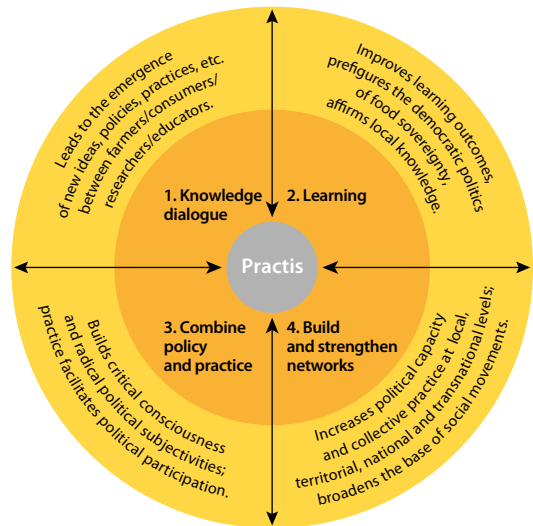 Leads to the emergence
of new ideas, policies, practices, etc.
between farmers/consumers/
researchers/educators.
Improves learning outcomes,
prefigures the democratic politics
of food sovereignty,
affirms local knowledge.
1. Knowledge
dialogue
2. Learning
Practis
3. Combine
policy
and practice
4. Build
and strengthen
networks
Builds critical consciousness
and radical political subjectivities;
practice facilitates political participation.
Increases political capacity
and collective practice at local,
territorial, national and transnational levels;
broadens the base of social movements.